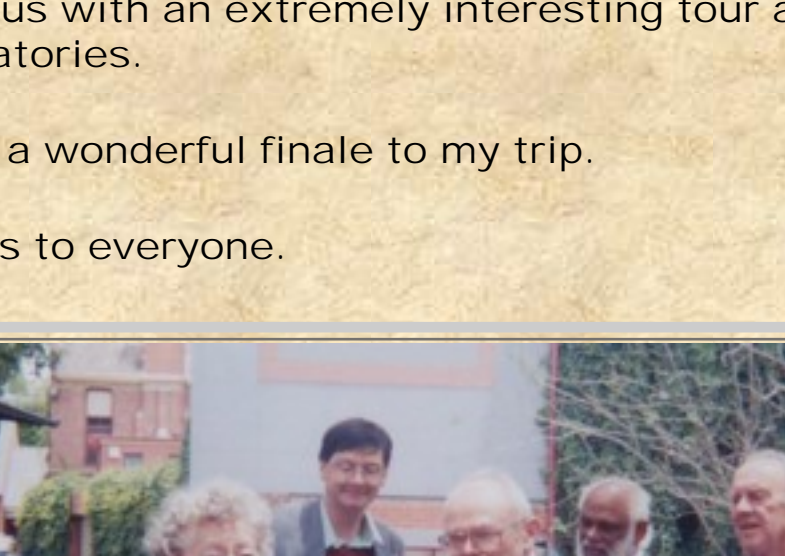 us with an extremely interesting tour
atories.
a wonderful finale to my trip.
s to everyone.